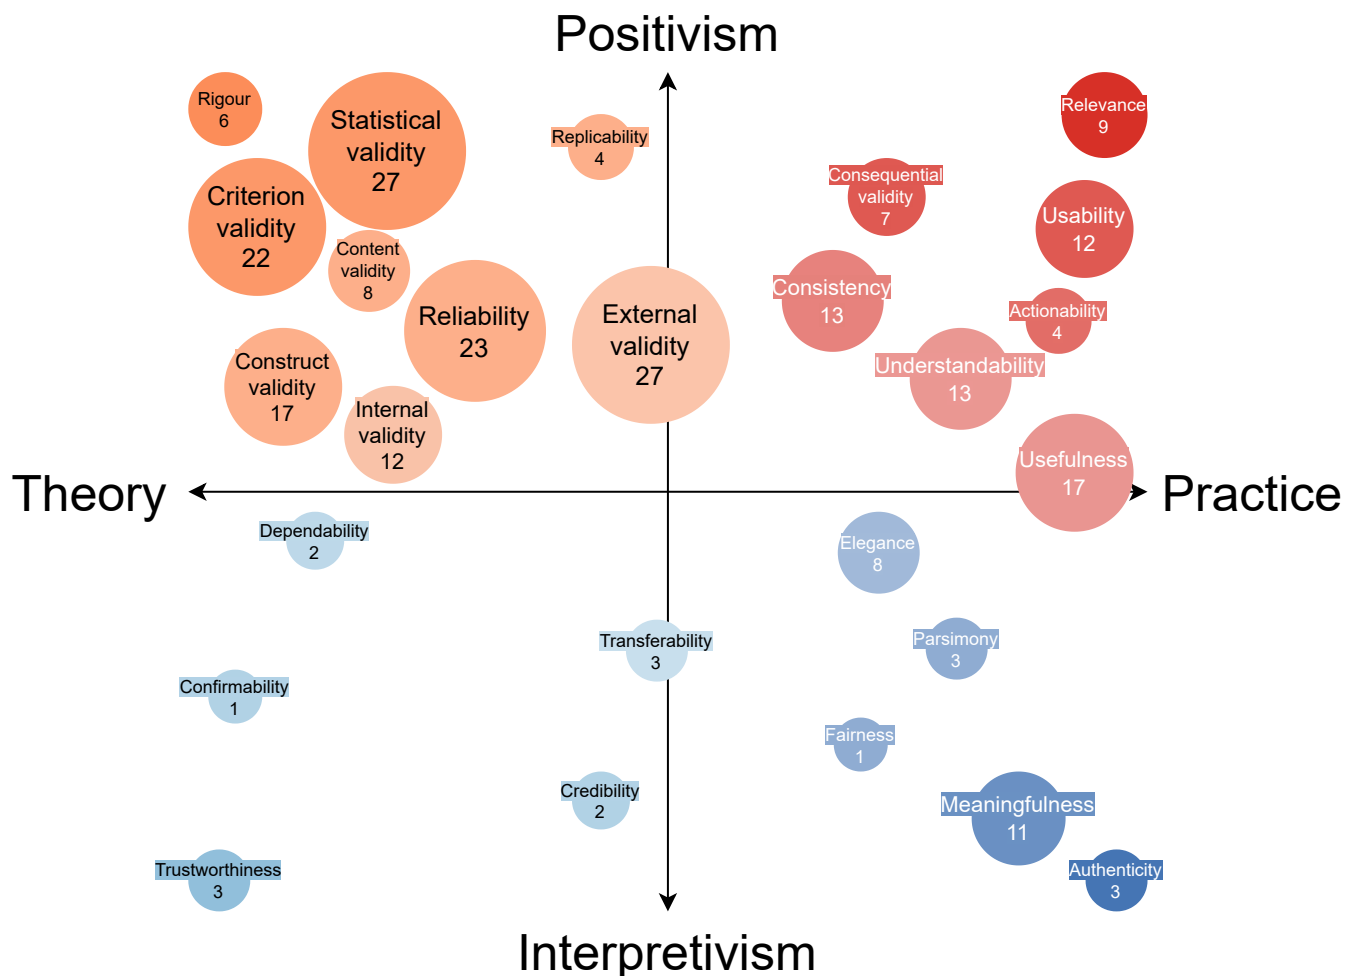 Positivism
Rigour
6
Statistical
validity
27
Replicability
4
Relevance
9
Criterion
validity
22
Consequential
validity
7
Usability
12
Content
validity
8
Reliability
23
External
validity
27
Consistency
13
Actionability
4
Construct
validity
17
Internal
validity
12
Understandability
13
Usefulness
17
Theory
Practice
Dependability
2
Elegance
8
Transferability
3
Parsimony
3
Confirmability
1
Fairness
1
Credibility
2
Meaningfulness
11
Trustworthiness
3
Authenticity
3
Interpretivism